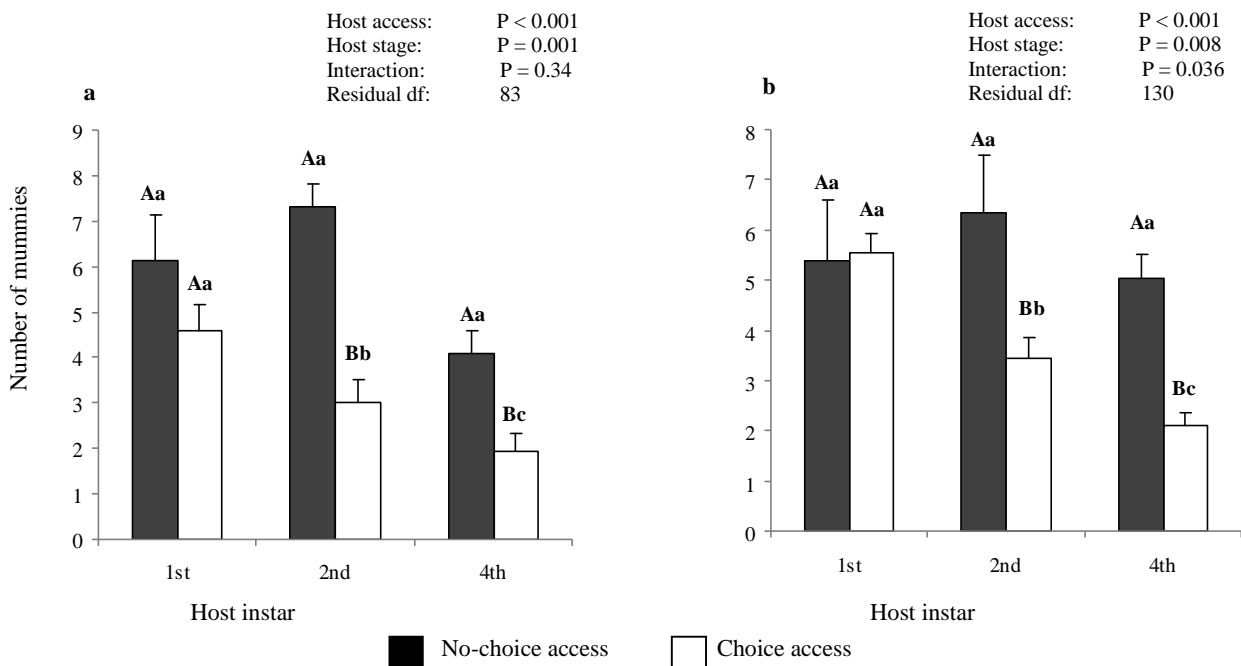 Host access: P < 0.001
Host stage: P = 0.001
Interaction: P = 0.34
Residual df: 83
a
Host access: P < 0.001
Host stage: P = 0.008
Interaction: P = 0.036
Residual df: 130
b
Number of mummies
9
8
7
6
5
4
3
2
1
0
Aa
Aa
Aa
Bb
Aa
Bc
1st 2nd 4th
Host instar
8
7
6
5
4
3
2
1
0
Aa
Aa
Aa
Bb
Aa
Bc
1st 2nd 4th
Host instar
No-choice access Choice access